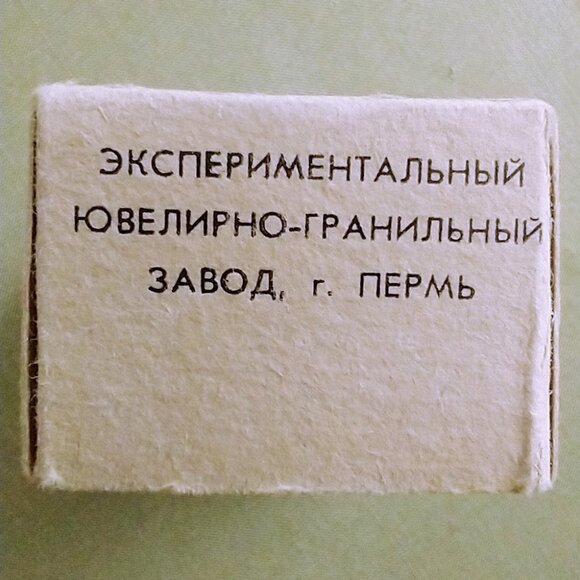 ЭКСПЕРИМЕНТАЛЬНЫЙ
ЮВЕЛИРНО-ГРАНИЛЬНЫЙ
ЗАВОД, г. ПЕРМЬ